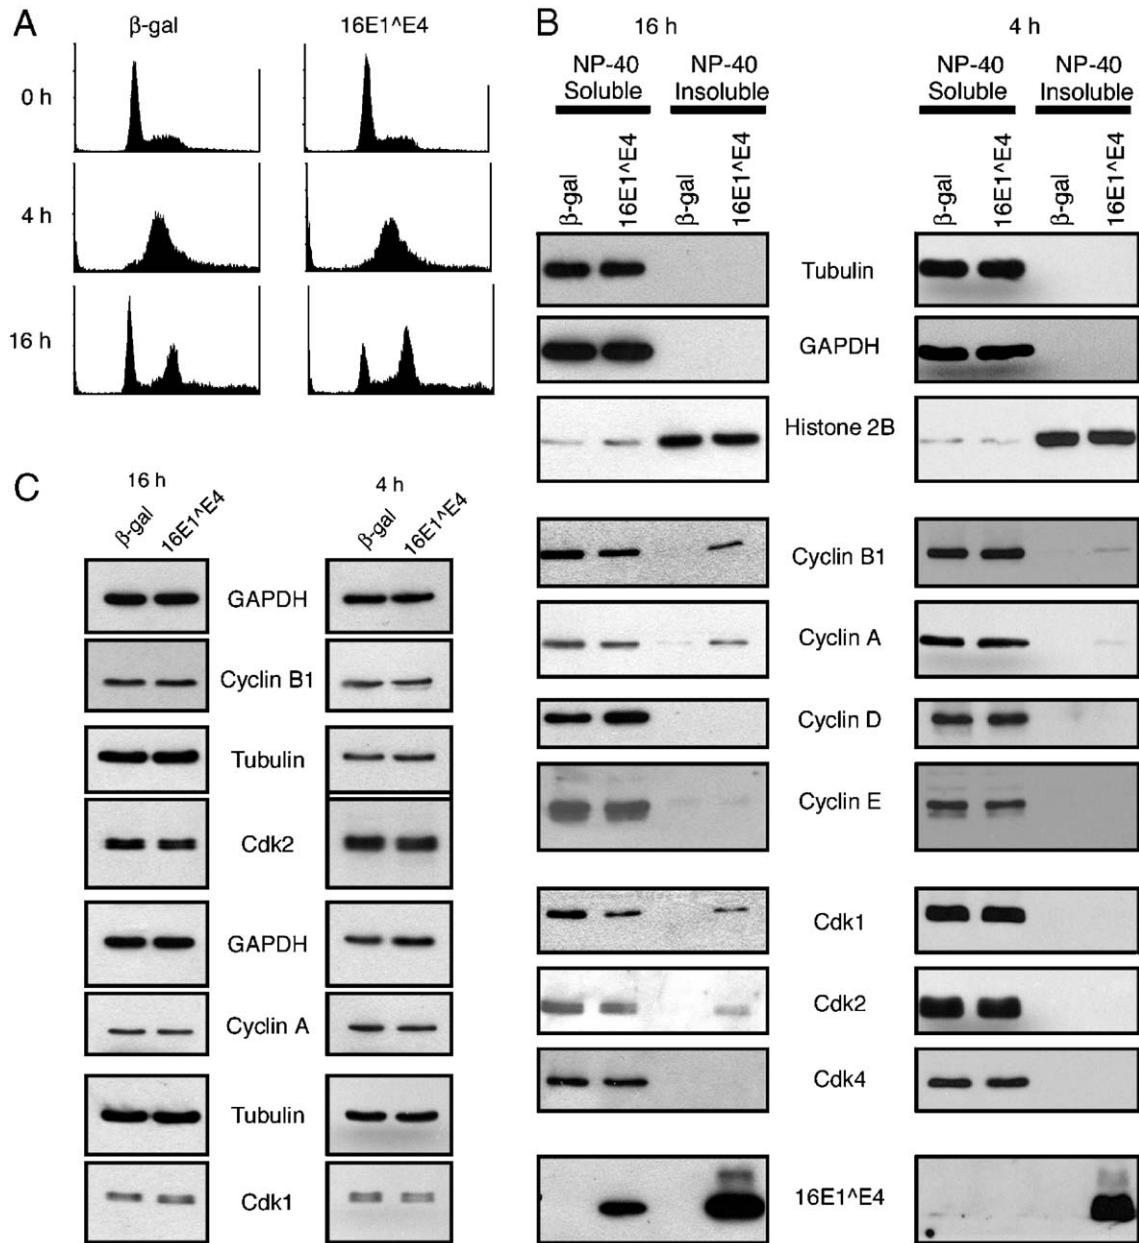 A
β-gal
16E1^E4
0 h
4 h
16 h
B
16 h
4 h
NP-40
Soluble
NP-40
Insoluble
NP-40
Soluble
NP-40
Insoluble
β-gal
16E1^E4
β-gal
16E1^E4
β-gal
16E1^E4
β-gal
16E1^E4
Tubulin
GAPDH
Histone 2B
Cyclin B1
Cyclin A
Cyclin D
Cyclin E
Cdk1
Cdk2
Cdk4
16E1^E4
C
16 h
4 h
β-gal
16E1^E4
β-gal
16E1^E4
GAPDH
Cyclin B1
Tubulin
Cdk2
GAPDH
Cyclin A
Tubulin
Cdk1